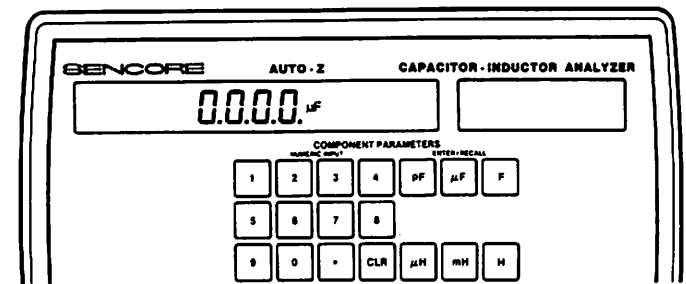 SENCORE AUTO-Z CAPACITOR-INDUCTOR ANALYZER
0.0.0.0. µF
COMPONENT PARAMETERS
NUMERIC INPUT ENTER•RECALL
1 2 3 4 pF µF F
5 6 7 8
9 0 • CLR µH mH H